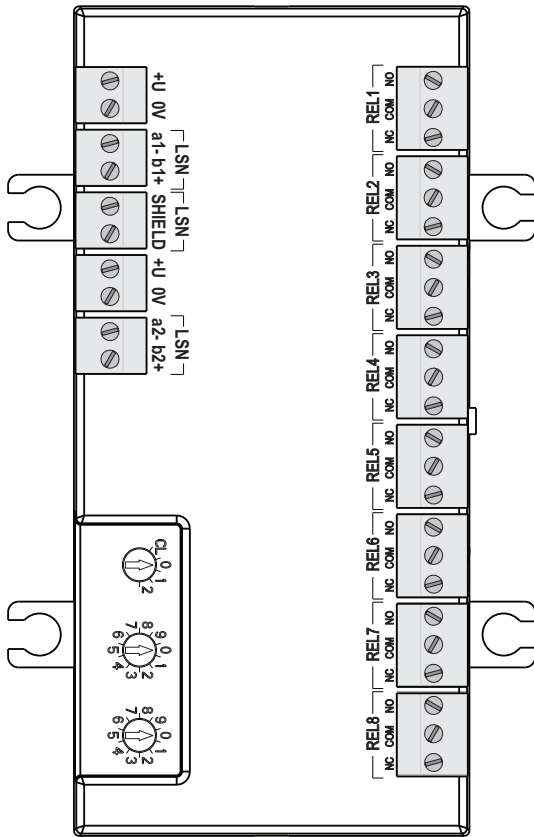 +U 0V
a1- b1+ LSN
SHIELD LSN
+U 0V
a2- b2+ LSN
CL 0 1 2
0 1 2 3 4 5 6 7 8 9
0 1 2 3 4 5 6 7 8 9
REL1 NC COM NO
REL2 NC COM NO
REL3 NC COM NO
REL4 NC COM NO
REL5 NC COM NO
REL6 NC COM NO
REL7 NC COM NO
REL8 NC COM NO